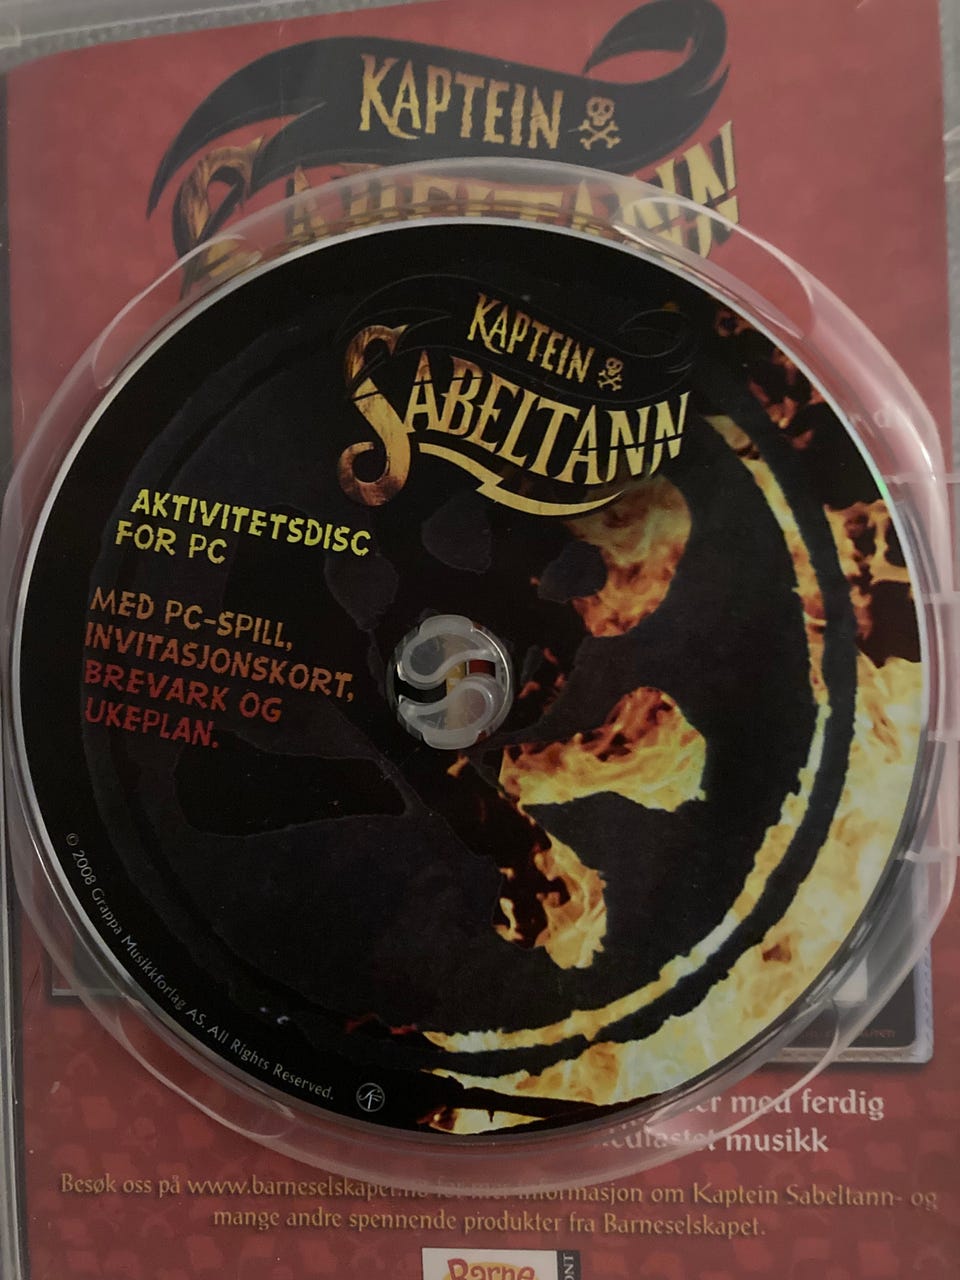 KAPTEIN
SABELTANN
KAPTEIN
SABELTANN
AKTIVITETSDISC
FOR PC
MED PC-SPILL,
INVITASJONSKORT,
BREVARK OG
UKEPLAN.
© 2008 Grappa Musikkforlag AS. All Rights Reserved.
med ferdig
musikk
Besøk oss på www.barneselskapet.no for mer informasjon om Kaptein Sabeltann- og
mange andre spennende produkter fra Barneselskapet.
Barne